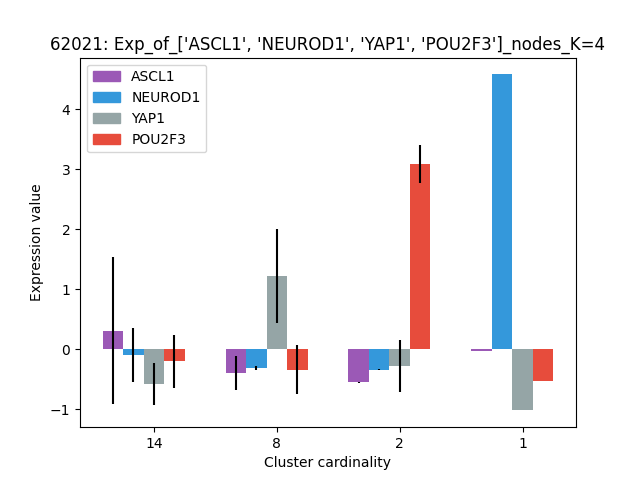 62021: Exp_of_['ASCL1', 'NEUROD1', 'YAP1', 'POU2F3']_nodes_K=4
ASCL1
NEUROD1
YAP1
POU2F3
Expression value
4
3
2
1
0
−1
14 8 2 1
Cluster cardinality